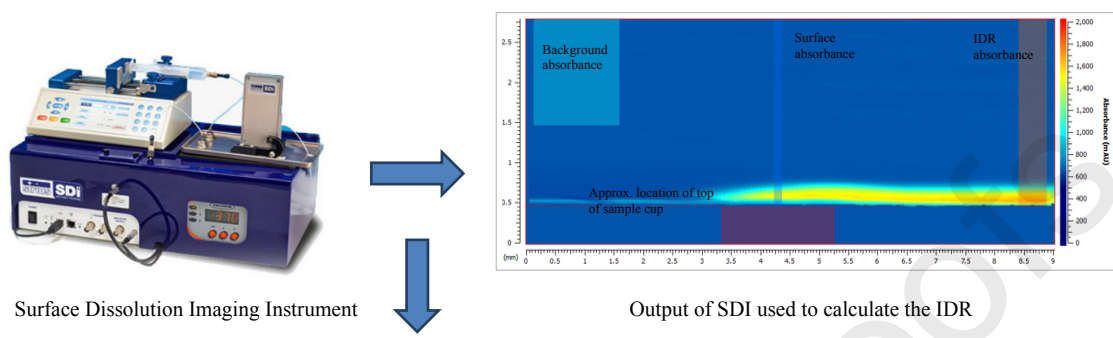 Background
absorbance
Surface
absorbance
IDR
absorbance
Approx. location of top
of sample cup
2.5
2
1.5
1
0.5
0
(mm)
0 0.5 1 1.5 2 2.5 3 3.5 4 4.5 5 5.5 6 6.5 7 7.5 8 8.5 9
2,000
1,800
1,600
1,400
1,200
1,000
800
600
400
200
0
Absorbance (mAU)
sirius
SDi
SDi
370
Surface Dissolution Imaging Instrument
Output of SDI used to calculate the IDR